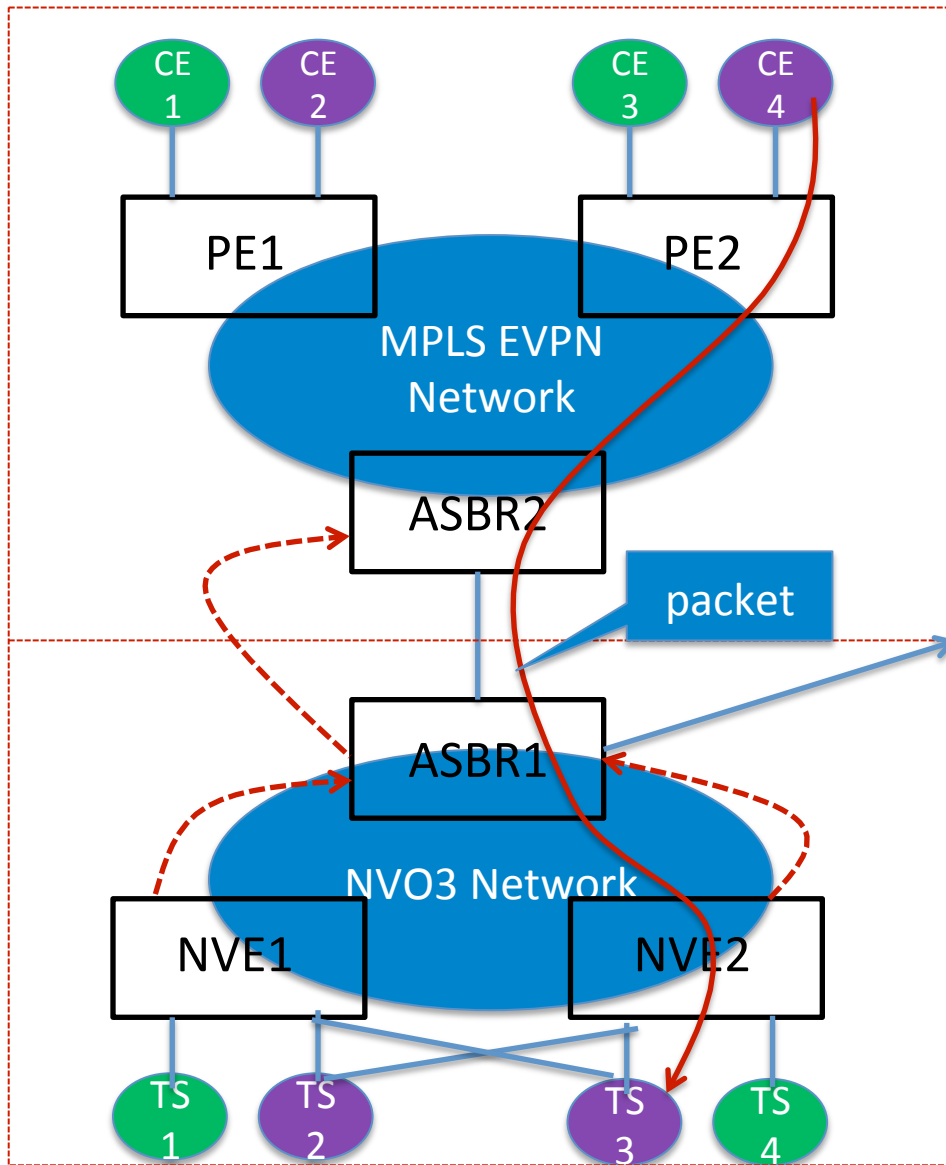 CE
1
CE
2
CE
3
CE
4
PE1
PE2
MPLS EVPN
Network
ASBR2
packet
ASBR1
NVO3 Network
NVE1
NVE2
TS
1
TS
2
TS
3
TS
4